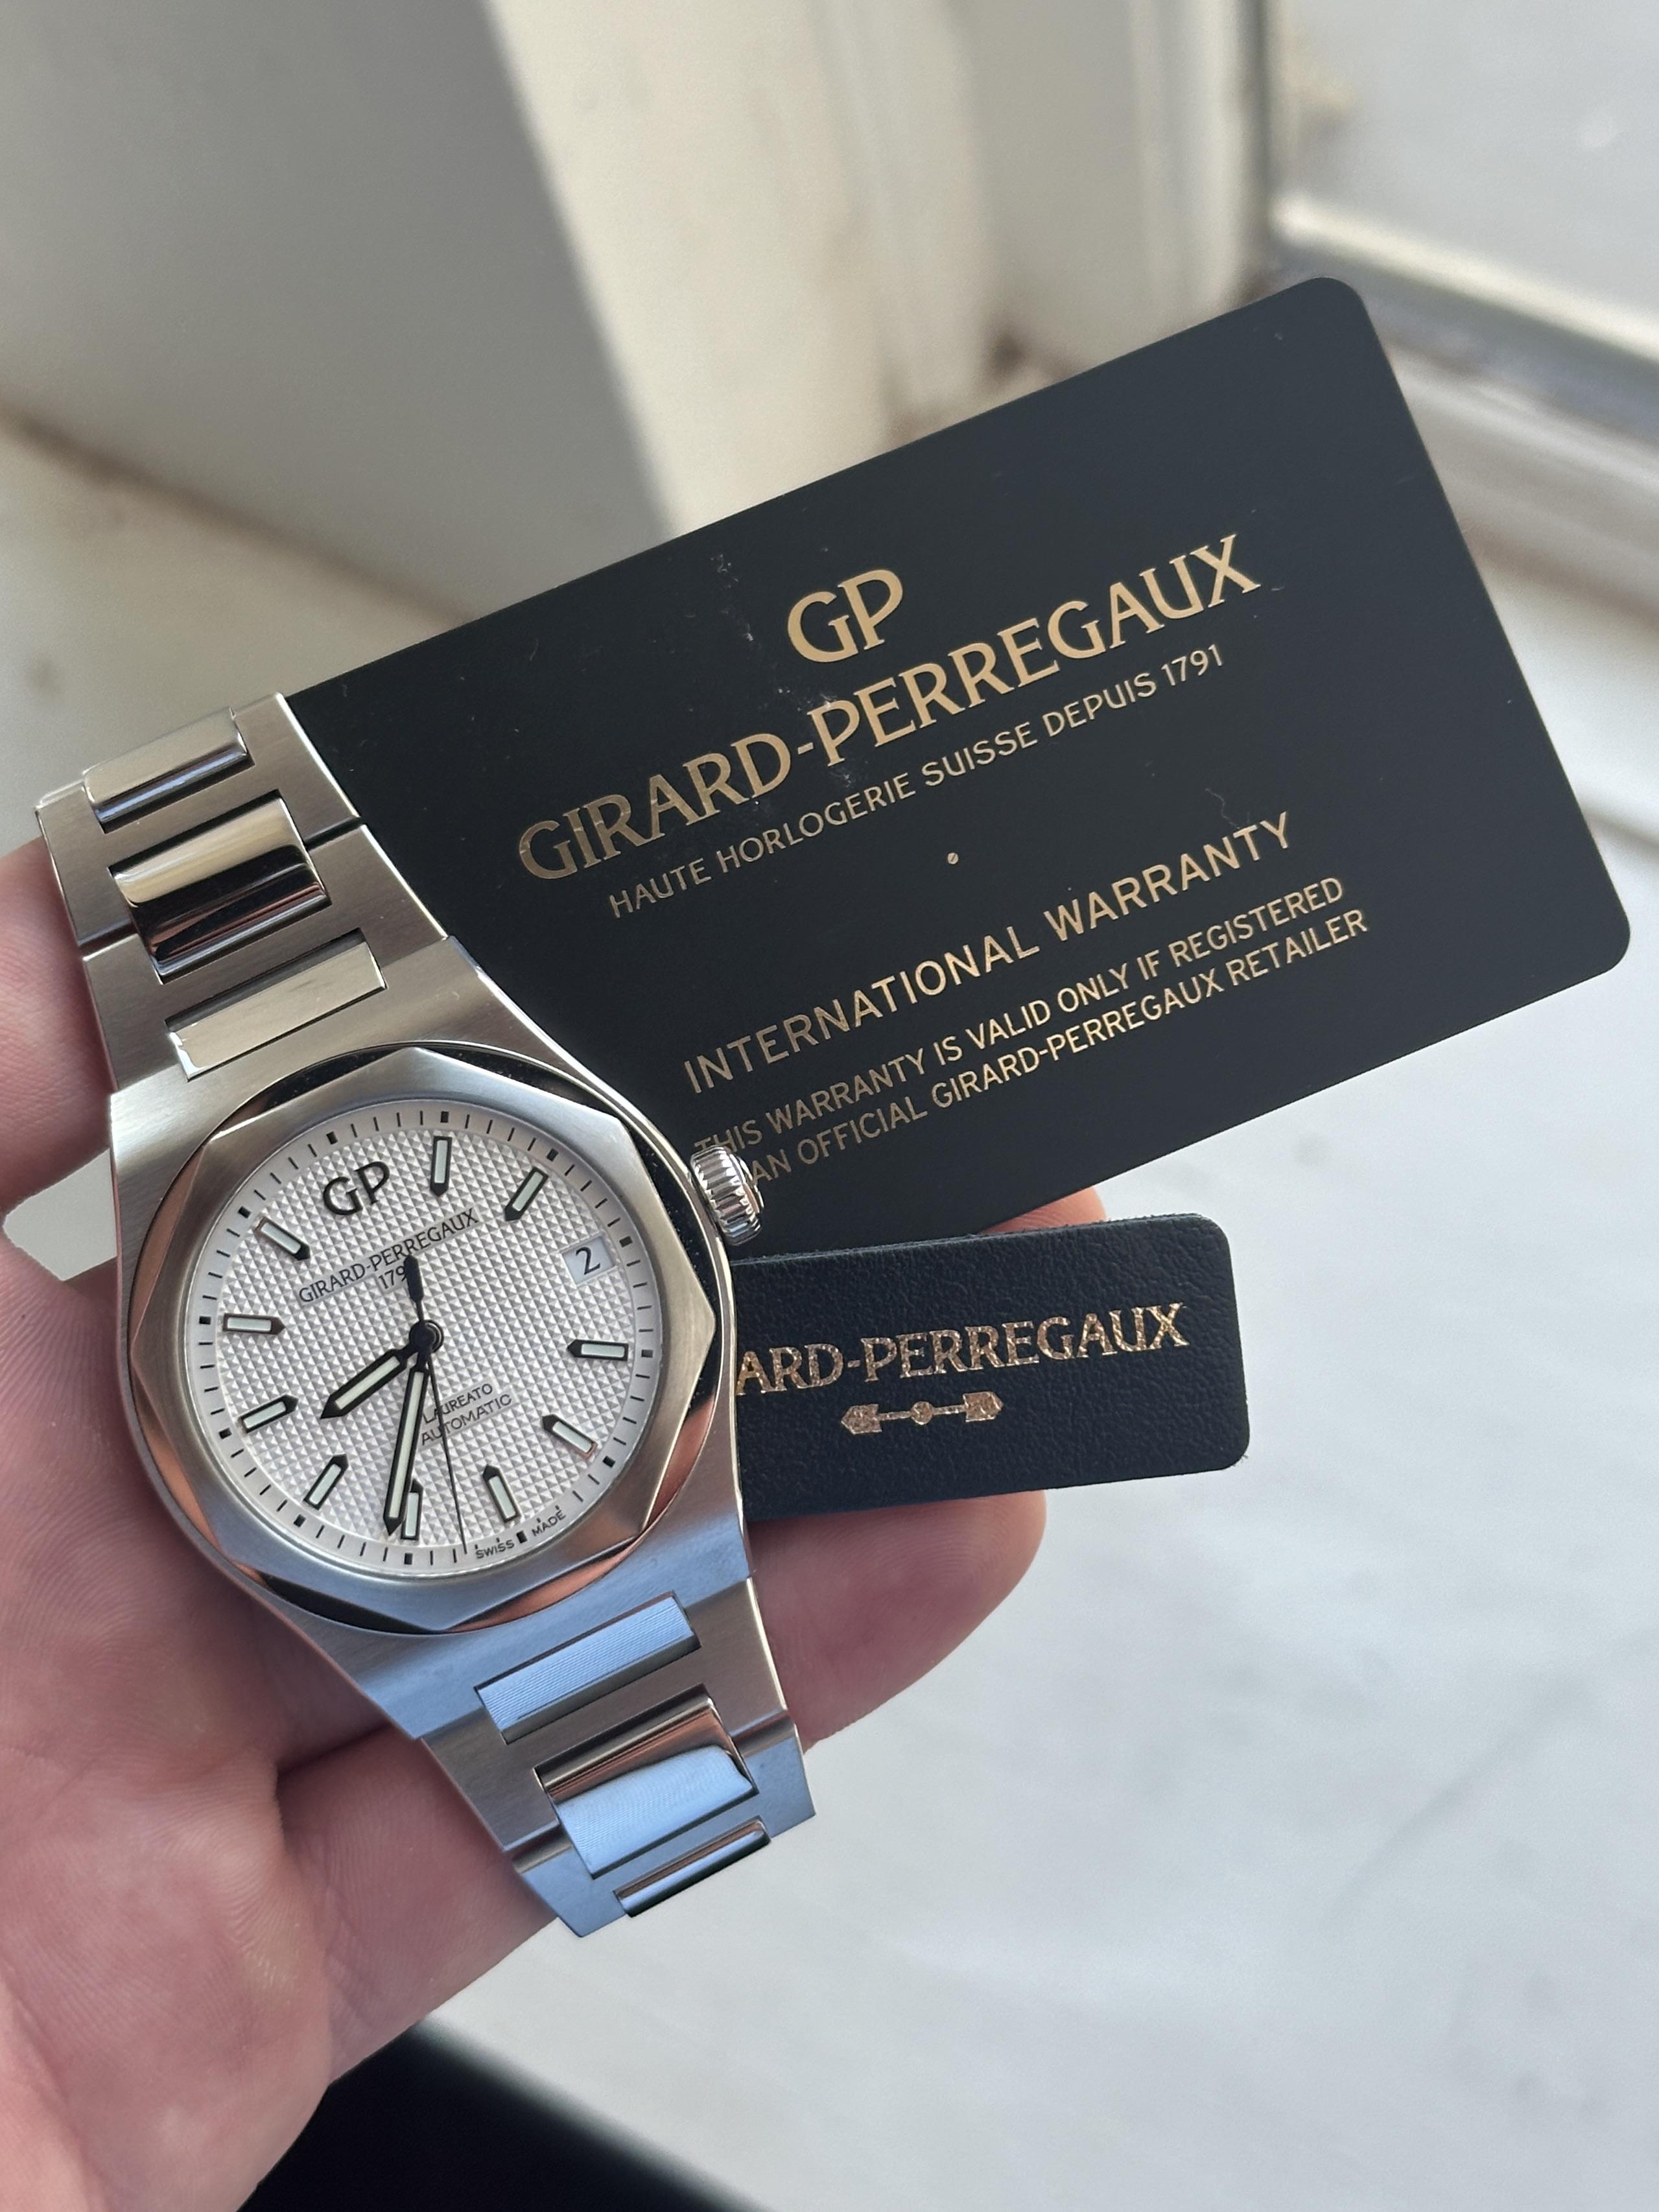 GP
GIRARD-PERREGAUX
HAUTE HORLOGERIE SUISSE DEPUIS 1791
INTERNATIONAL WARRANTY
THIS WARRANTY IS VALID ONLY IF REGISTERED
AN OFFICIAL GIRARD-PERREGAUX RETAILER
GP
GIRARD-PERREGAUX
179
2
LAUREATO
AUTOMATIC
SWISS MADE
ARD-PERREGAUX